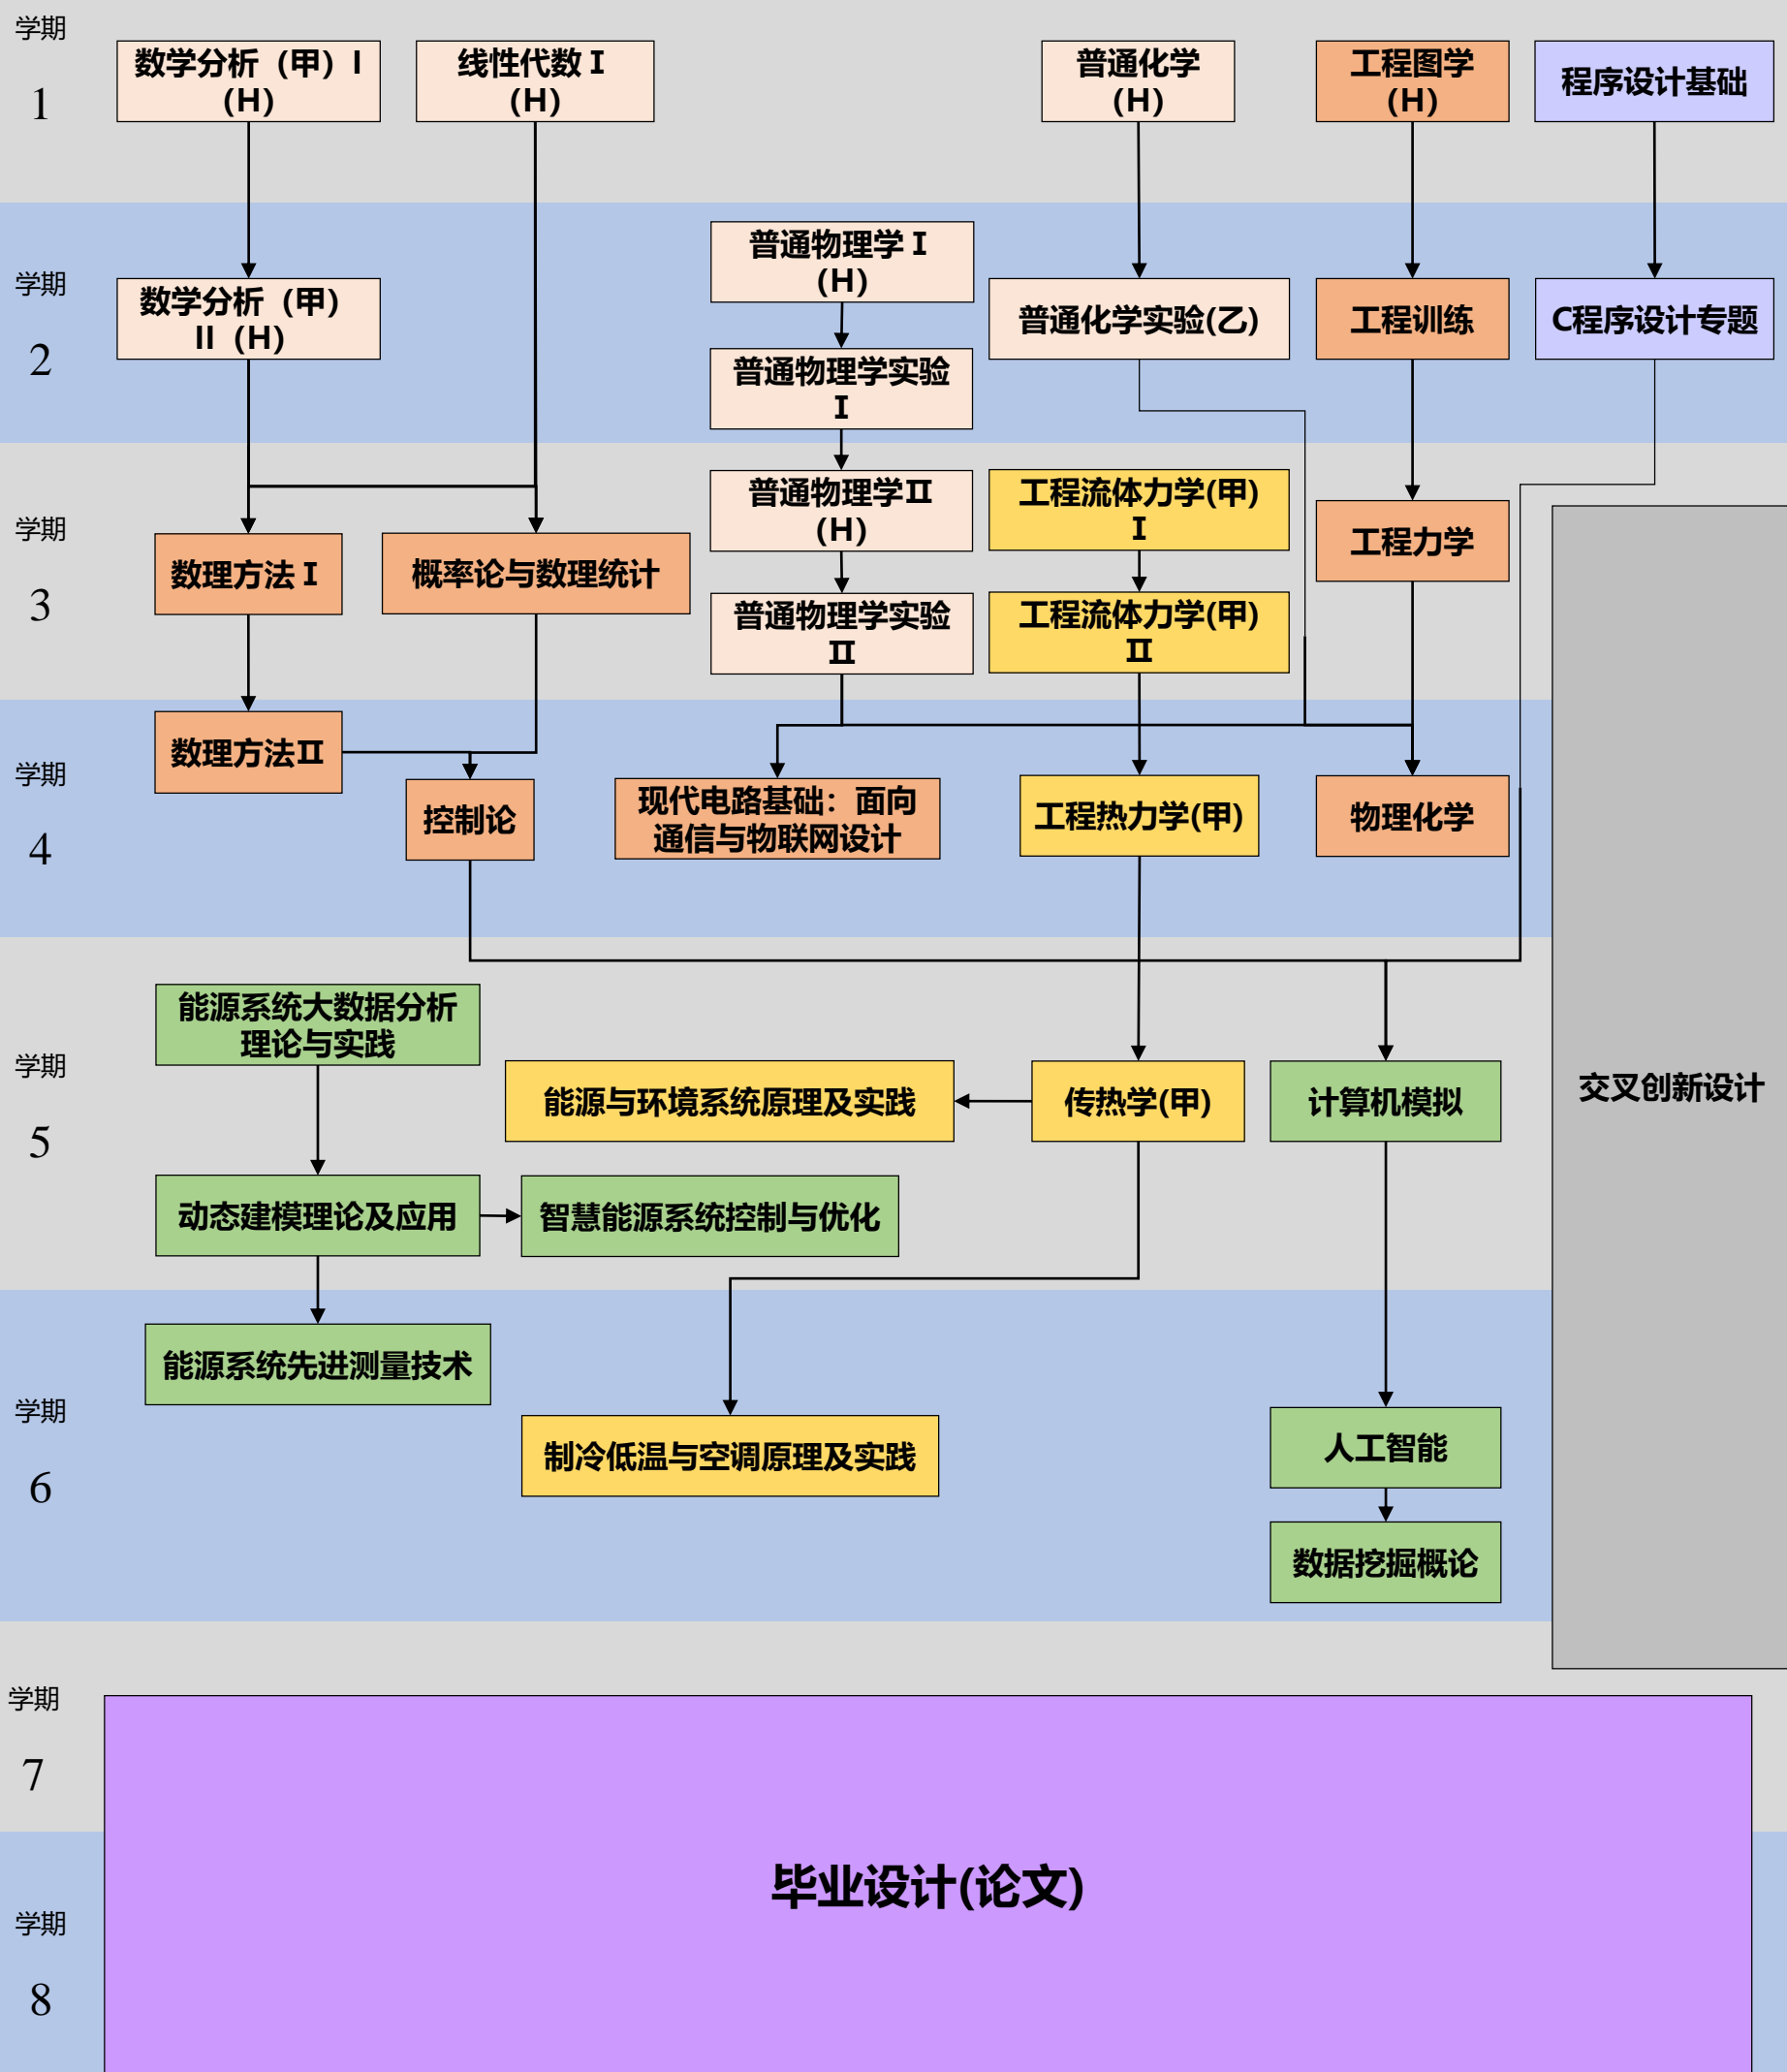 学期
1
数学分析（甲）I
（H）
线性代数 I
（H）
普通化学
（H）
工程图学
（H）
程序设计基础
学期
2
数学分析（甲）
II（H）
普通物理学 I
（H）
普通物理学实验
I
普通化学实验(乙)
工程训练
C程序设计专题
学期
3
数理方法 I
概率论与数理统计
普通物理学II
（H）
普通物理学实验
II
工程流体力学(甲)
I
工程流体力学(甲)
II
工程力学
学期
4
数理方法II
控制论
现代电路基础：面向
通信与物联网设计
工程热力学(甲)
物理化学
交叉创新设计
学期
5
能源系统大数据分析
理论与实践
能源与环境系统原理及实践
传热学(甲)
计算机模拟
动态建模理论及应用
智慧能源系统控制与优化
学期
6
能源系统先进测量技术
制冷低温与空调原理及实践
人工智能
数据挖掘概论
学期
7
毕业设计(论文)
学期
8